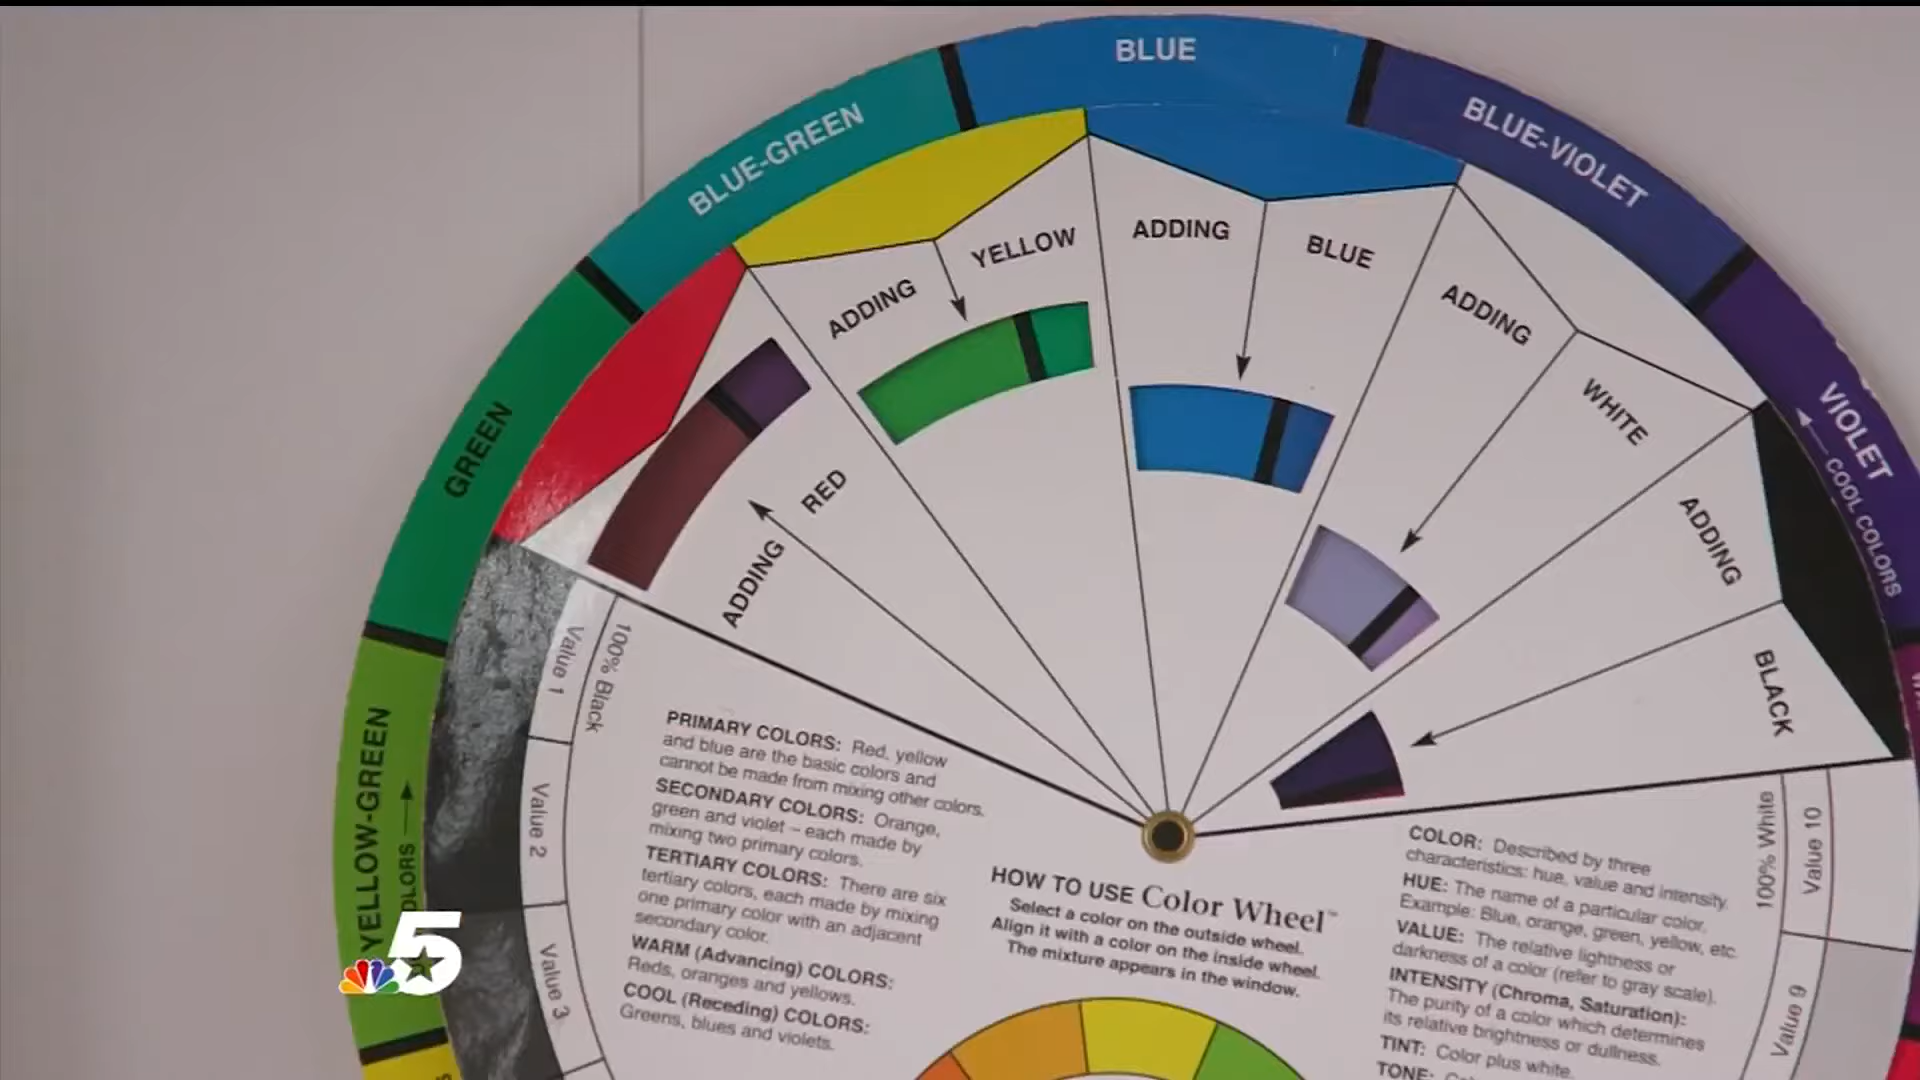 BLUE
BLUE-GREEN
BLUE-VIOLET
GREEN
VIOLET
COOL COLORS
YELLOW-GREEN
ADDING
RED
ADDING
YELLOW
ADDING
BLUE
ADDING
WHITE
ADDING
BLACK
100% Black
Value 1
Value 2
Value 3
PRIMARY COLORS: Red, yellow
and blue are the basic colors and
cannot be made from mixing other colors.
SECONDARY COLORS: Orange,
green and violet – each made by
mixing two primary colors.
TERTIARY COLORS: There are six
tertiary colors, each made by mixing
one primary color with an adjacent
secondary color.
WARM (Advancing) COLORS:
Reds, oranges and yellows.
COOL (Receding) COLORS:
Greens, blues and violets.
HOW TO USE Color Wheel™
Select a color on the outside wheel.
Align it with a color on the inside wheel.
The mixture appears in the window.
COLOR: Described by three
characteristics: hue, value and intensity.
HUE: The name of a particular color.
Example: Blue, orange, green, yellow, etc.
VALUE: The relative lightness or
darkness of a color (refer to gray scale).
INTENSITY (Chroma, Saturation):
The purity of a color which determines
its relative brightness or dullness.
TINT: Color plus white.
TONE:
100% White
Value 10
Value 9
5